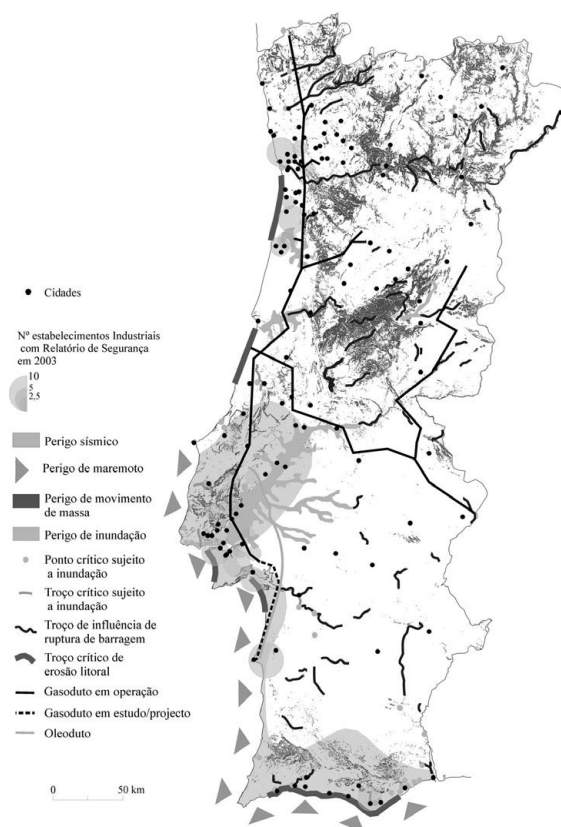 Cidades
Nº estabelecimentos Industriais
com Relatório de Segurança
em 2003
10
5
2,5
Perigo sísmico
Perigo de maremoto
Perigo de movimento
de massa
Perigo de inundação
Ponto crítico sujeito
a inundação
Troço crítico sujeito
a inundação
Troço de influência de
ruptura de barragem
Troço crítico de
erosão litoral
Gasoduto em operação
Gasoduto em estudo/projecto
Oleoduto
0 50 km